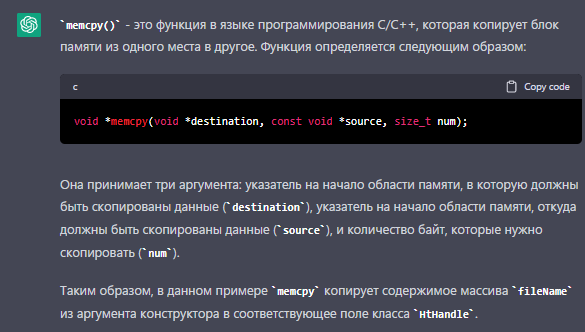 `memcpy()` - это функция в языке программирования C/C++, которая копирует блок
памяти из одного места в другое. Функция определяется следующим образом:
c
Copy code
void *memcpy(void *destination, const void *source, size_t num);
Она принимает три аргумента: указатель на начало области памяти, в которую должны
быть скопированы данные (`destination`), указатель на начало области памяти, откуда
должны быть скопированы данные (`source`), и количество байт, которые нужно
скопировать (`num`).
Таким образом, в данном примере `memcpy` копирует содержимое массива `fileName`
из аргумента конструктора в соответствующее поле класса `HtHandle`.